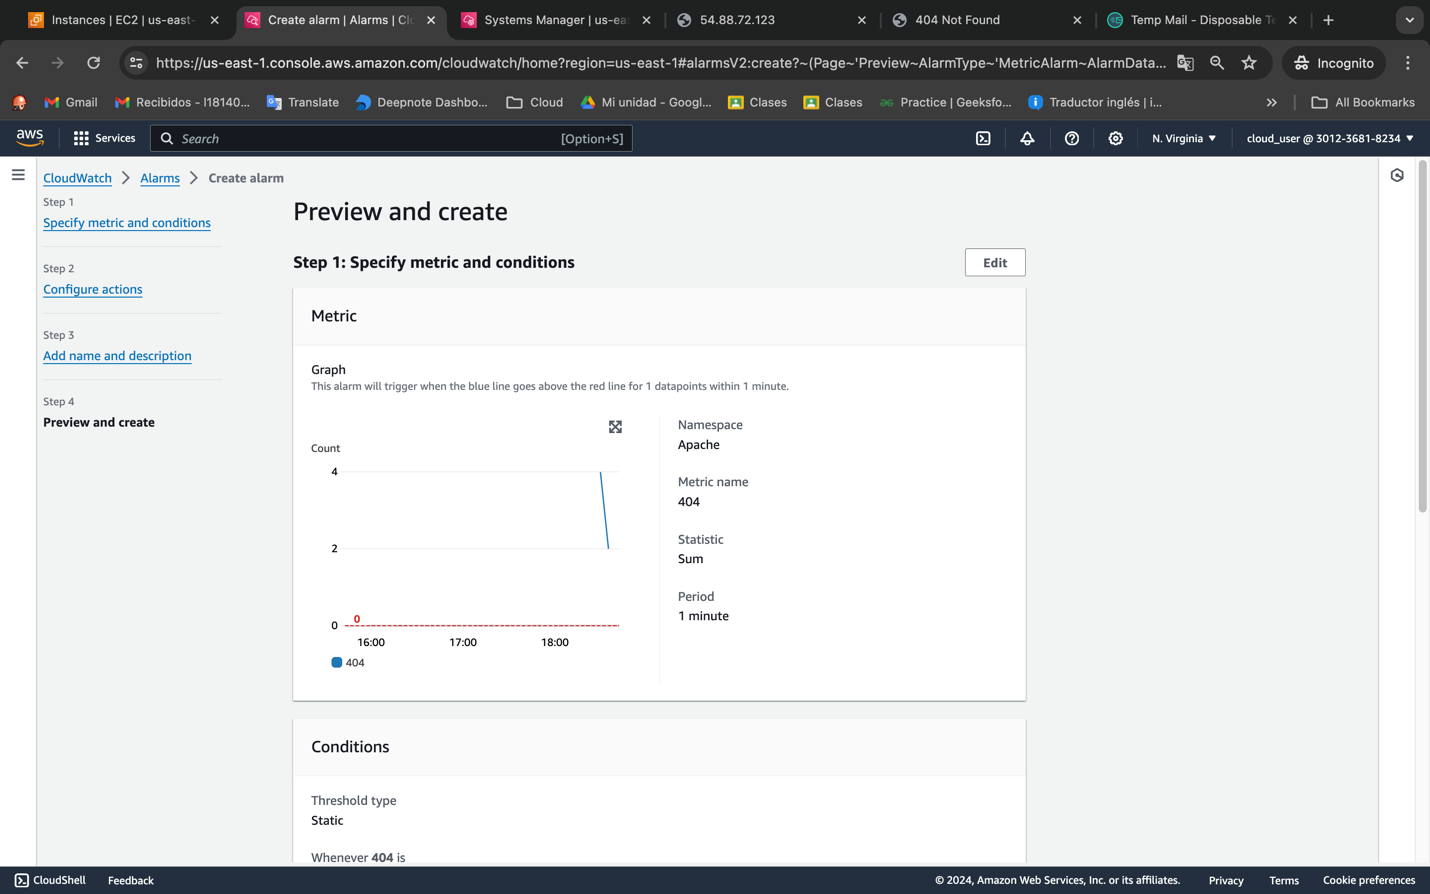 Instances | EC2 | us-east-
Create alarm | Alarms | Clo
Systems Manager | us-eas
54.88.72.123
404 Not Found
Temp Mail - Disposable Te
https://us-east-1.console.aws.amazon.com/cloudwatch/home?region=us-east-1#alarmsV2:create?~(Page~'Preview~AlarmType~'MetricAlarm~AlarmData...
Incognito
Gmail
Recibidos - l18140...
Translate
Deepnote Dashbo...
Cloud
Mi unidad - Googl...
Clases
Clases
Practice | Geeksfo...
Traductor inglés | i...
All Bookmarks
aws
Services
Search
[Option+S]
N. Virginia
cloud_user @ 3012-3681-8234
CloudWatch
Alarms
Create alarm
Step 1
Specify metric and conditions
Step 2
Configure actions
Step 3
Add name and description
Step 4
Preview and create
Preview and create
Step 1: Specify metric and conditions
Edit
Metric
Graph
This alarm will trigger when the blue line goes above the red line for 1 datapoints within 1 minute.
Count
4
2
0
0
16:00
17:00
18:00
404
Namespace
Apache
Metric name
404
Statistic
Sum
Period
1 minute
Conditions
Threshold type
Static
Whenever 404 is
CloudShell
Feedback
© 2024, Amazon Web Services, Inc. or its affiliates.
Privacy
Terms
Cookie preferences